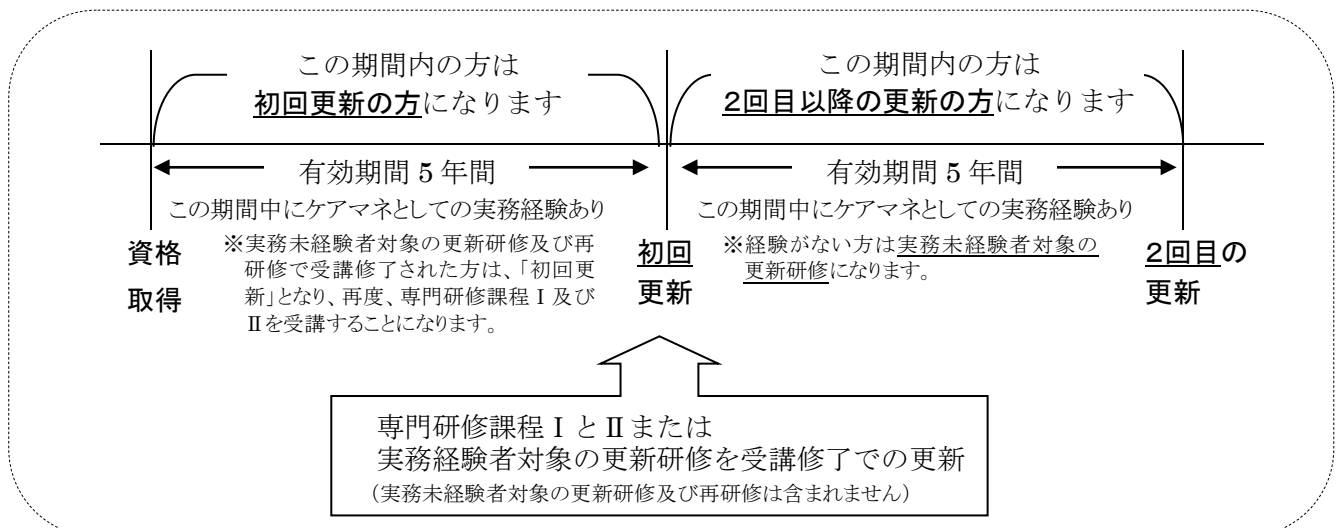 この期間内の方は
初回更新の方になります
この期間内の方は
2回目以降の更新の方になります
有効期間 5 年間
有効期間 5 年間
この期間中にケアマネとしての実務経験あり
この期間中にケアマネとしての実務経験あり
資格
取得
※実務未経験者対象の更新研修及び再
研修で受講修了された方は、「初回更
新」となり、再度、専門研修課程Ⅰ及び
Ⅱを受講することになります。
初回
更新
※経験がない方は実務未経験者対象の
更新研修になります。
2回目の
更新
専門研修課程ⅠとⅡまたは
実務経験者対象の更新研修を受講修了での更新
（実務未経験者対象の更新研修及び再研修は含まれません）